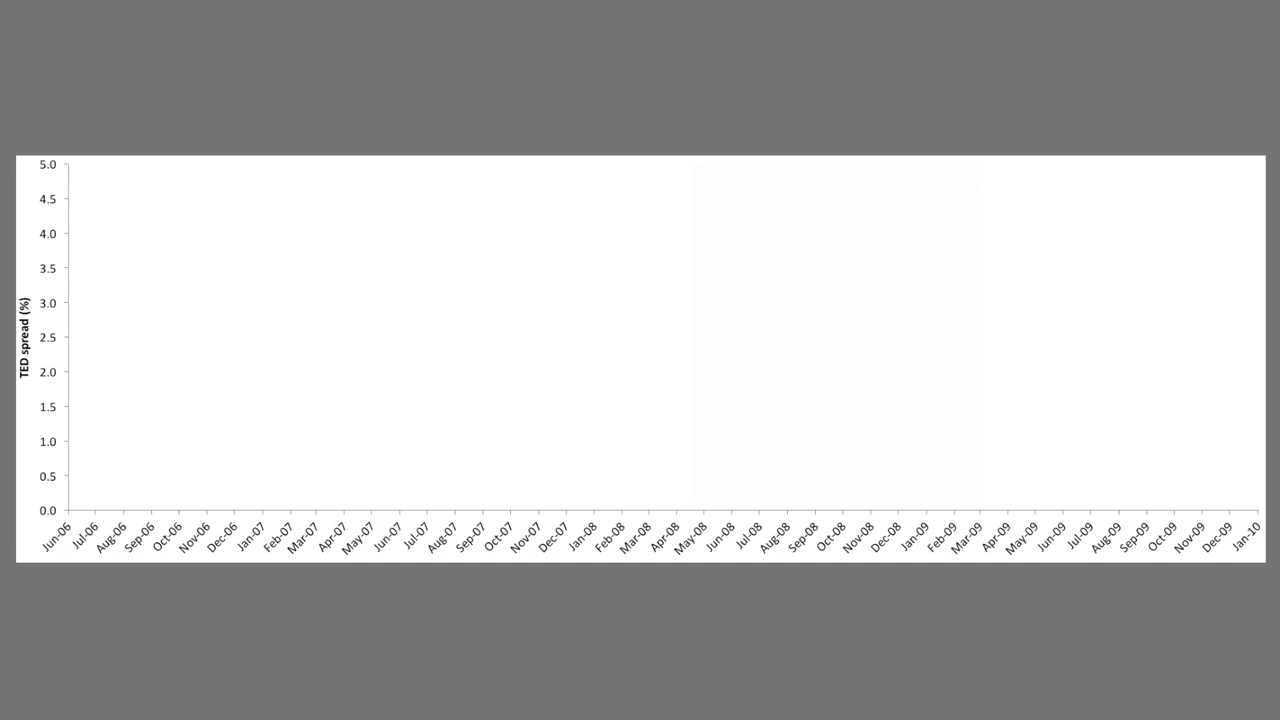 5.0
4.5
4.0
3.5
3.0
2.5
2.0
1.5
1.0
0.5
0.0
TED spread (%)
Jun-06
Jul-06
Aug-06
Sep-06
Oct-06
Nov-06
Dec-06
Jan-07
Feb-07
Mar-07
Apr-07
May-07
Jun-07
Jul-07
Aug-07
Sep-07
Oct-07
Nov-07
Dec-07
Jan-08
Feb-08
Mar-08
Apr-08
May-08
Jun-08
Jul-08
Aug-08
Sep-08
Oct-08
Nov-08
Dec-08
Jan-09
Feb-09
Mar-09
Apr-09
May-09
Jun-09
Jul-09
Aug-09
Sep-09
Oct-09
Nov-09
Dec-09
Jan-10